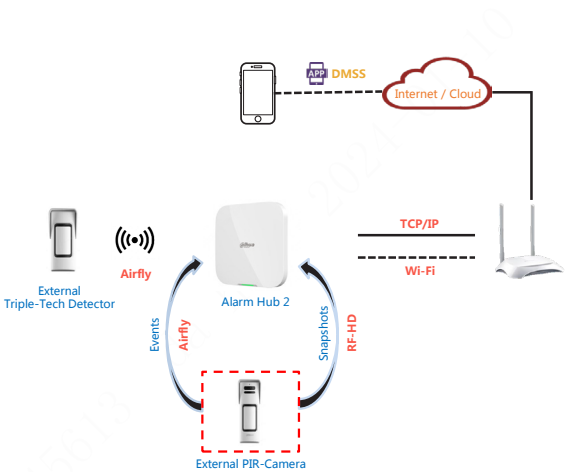 APP DMSS
Internet / Cloud
TCP/IP
Wi-Fi
Airfly
External
Triple-Tech Detector
alhua
Alarm Hub 2
Events
Airfly
Snapshots
RF-HD
External PIR-Camera